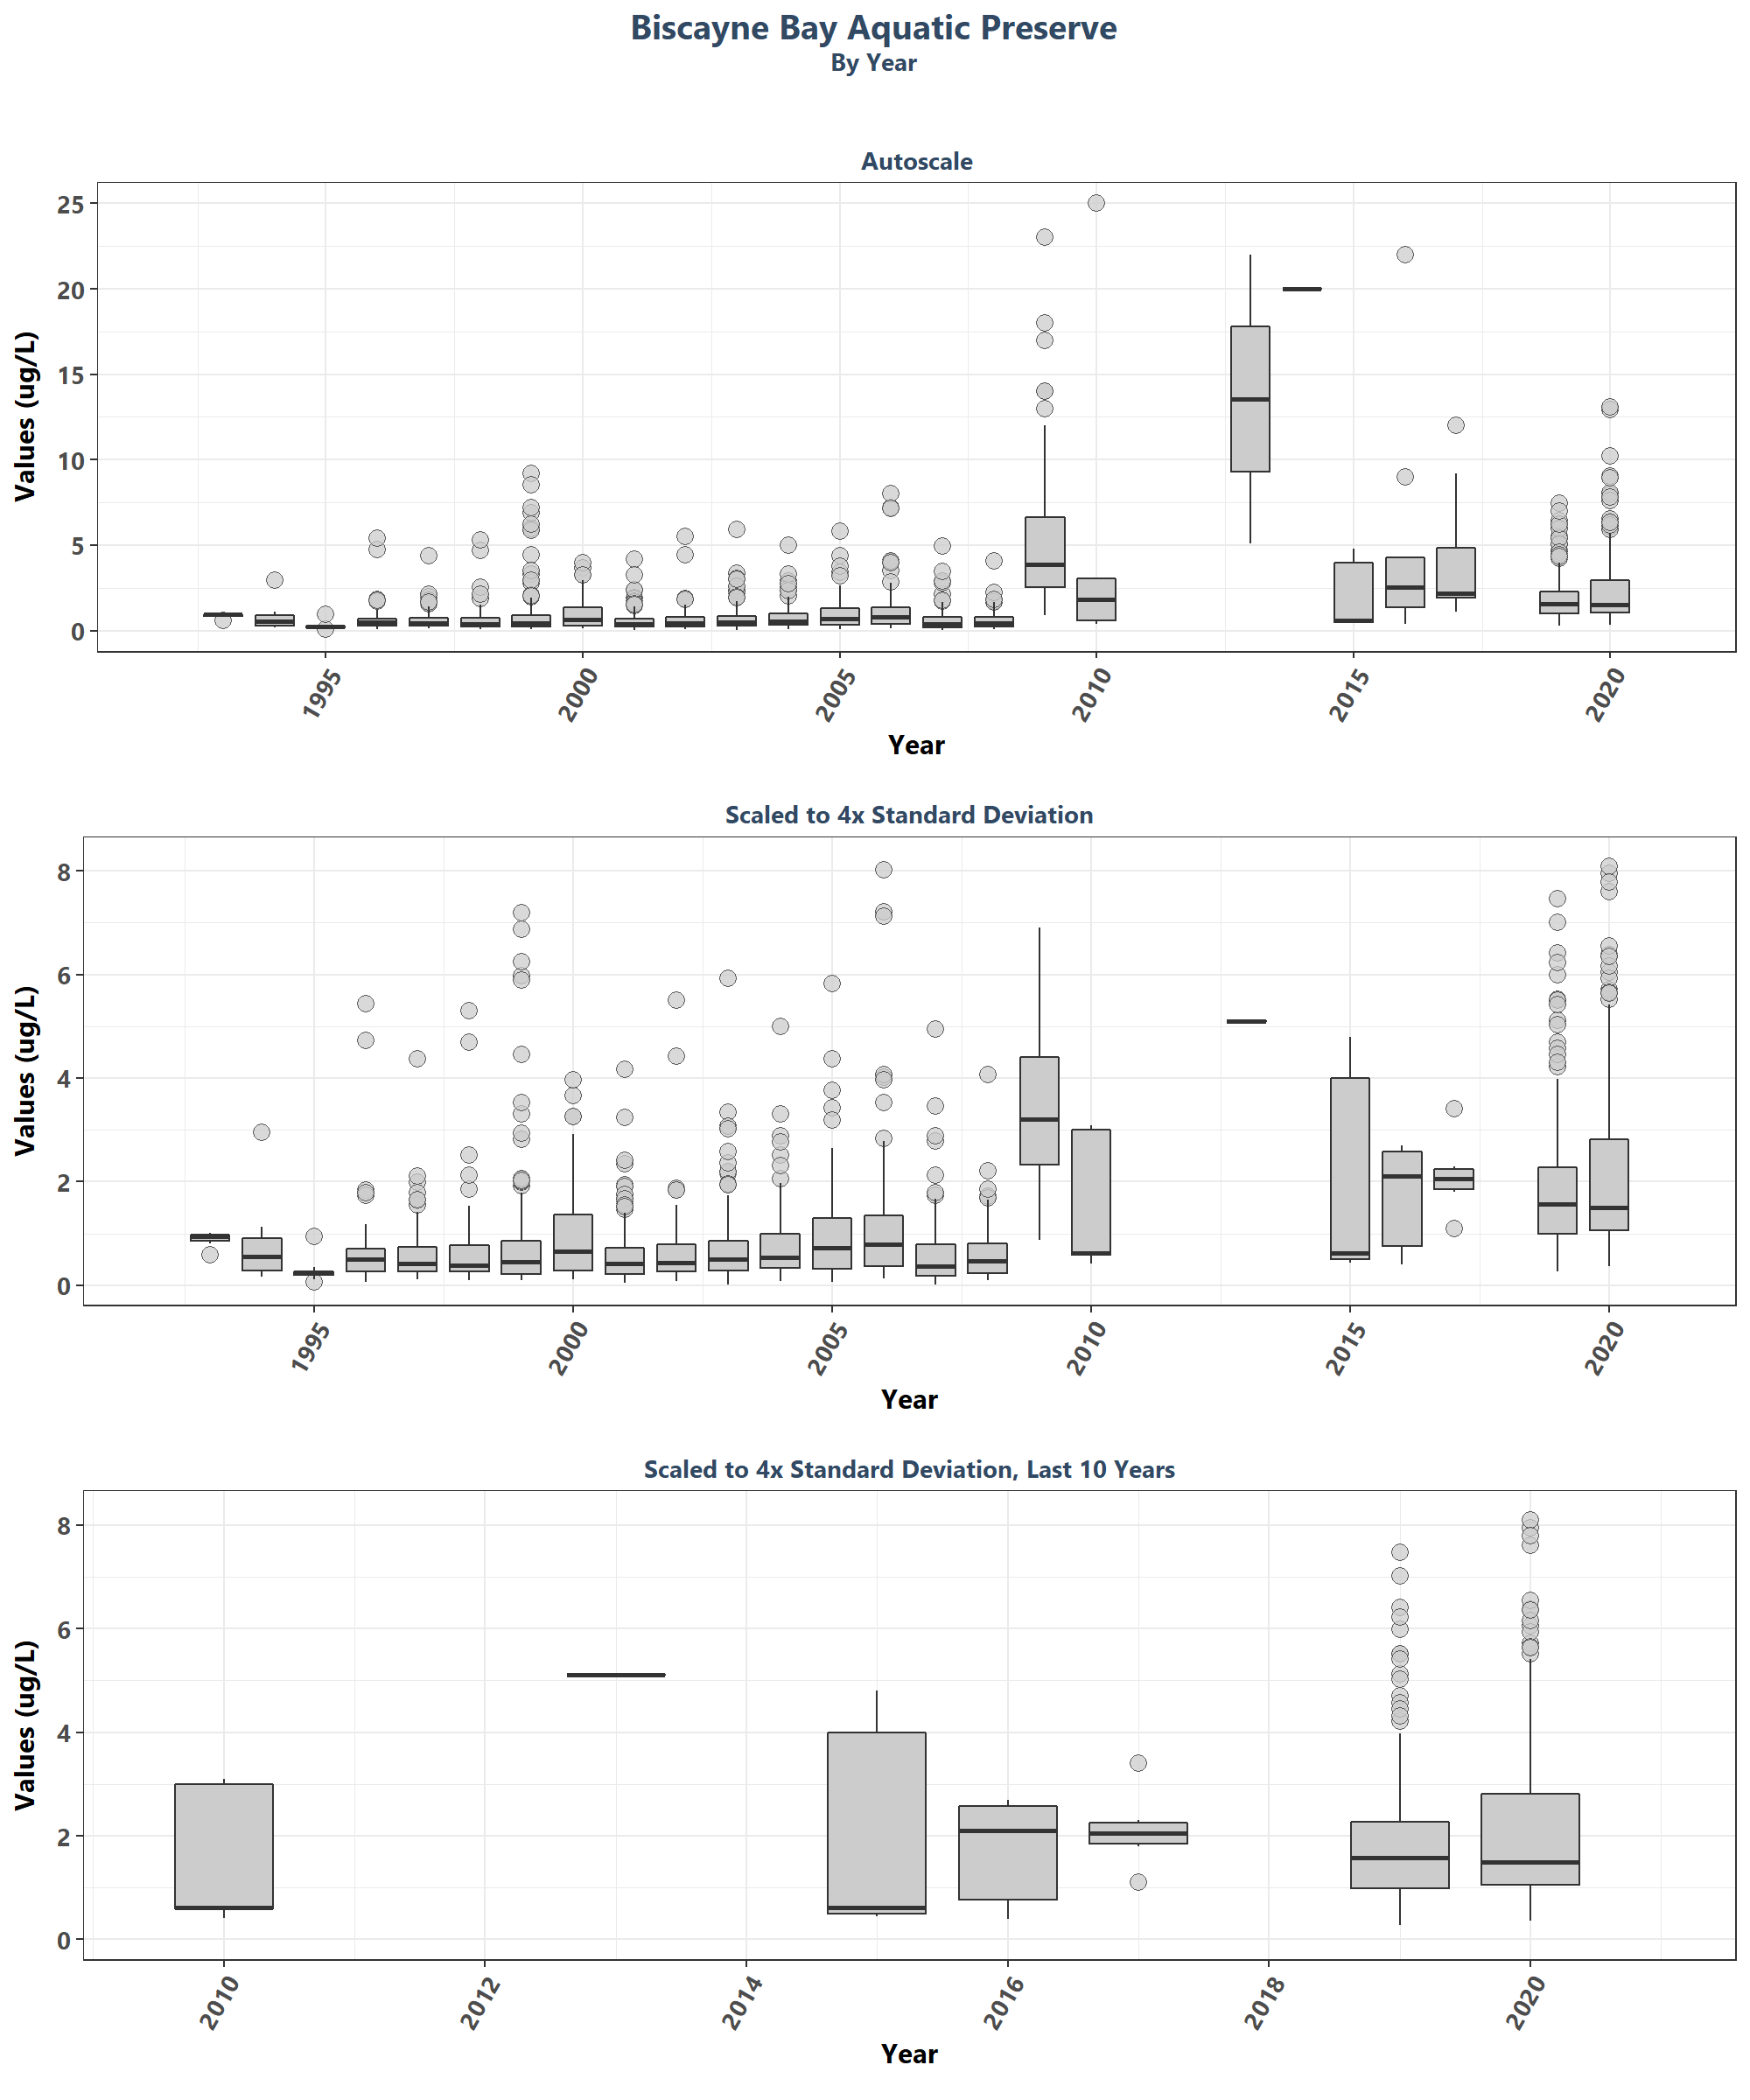 Biscayne Bay Aquatic Preserve
By Year
Autoscale
Values (ug/L)
25
20
15
10
5
0
1995 2000 2005 2010 2015 2020
Year
Scaled to 4x Standard Deviation
Values (ug/L)
8
6
4
2
0
1995 2000 2005 2010 2015 2020
Year
Scaled to 4x Standard Deviation, Last 10 Years
Values (ug/L)
8
6
4
2
0
2010 2012 2014 2016 2018 2020
Year